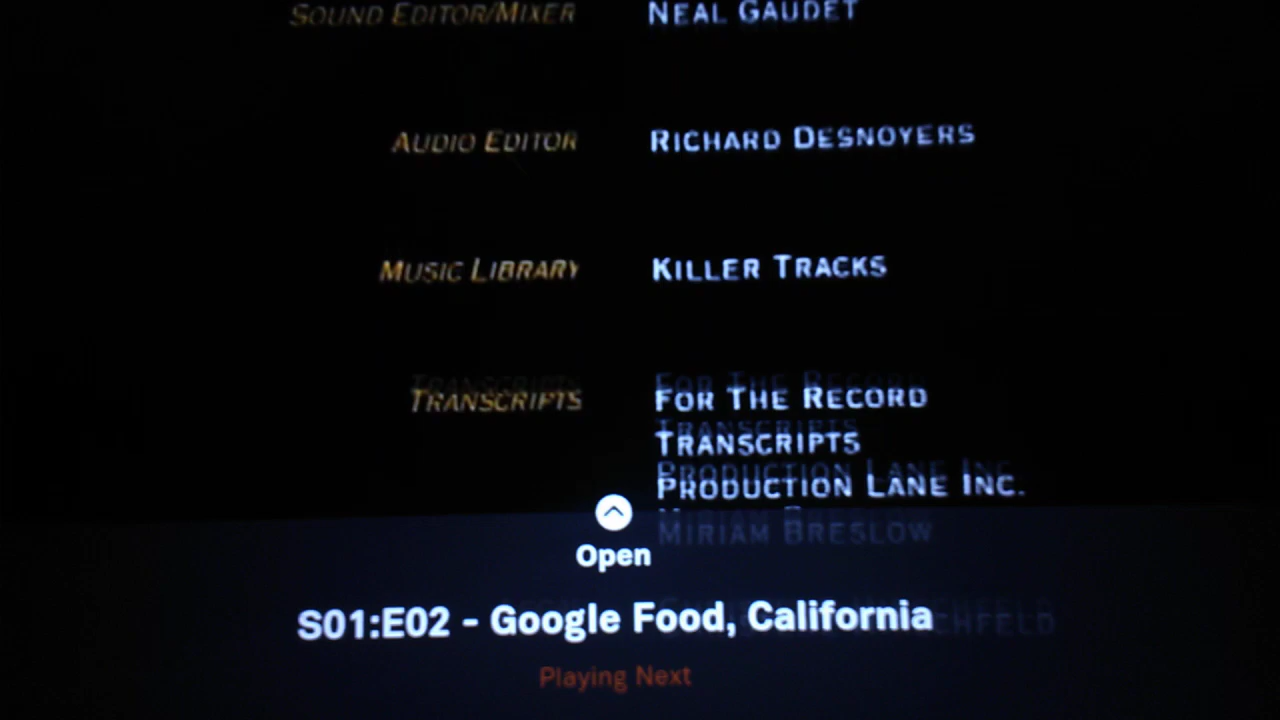 SOUND EDITOR/MIXER NEAL GAUDET
AUDIO EDITOR RICHARD DESNOYERS
MUSIC LIBRARY KILLER TRACKS
TRANSCRIPTS FOR THE RECORD
TRANSCRIPTS
PRODUCTION LANE INC.
MIRIAM BRESLOW
Open
S01:E02 - Google Food, California
Playing Next